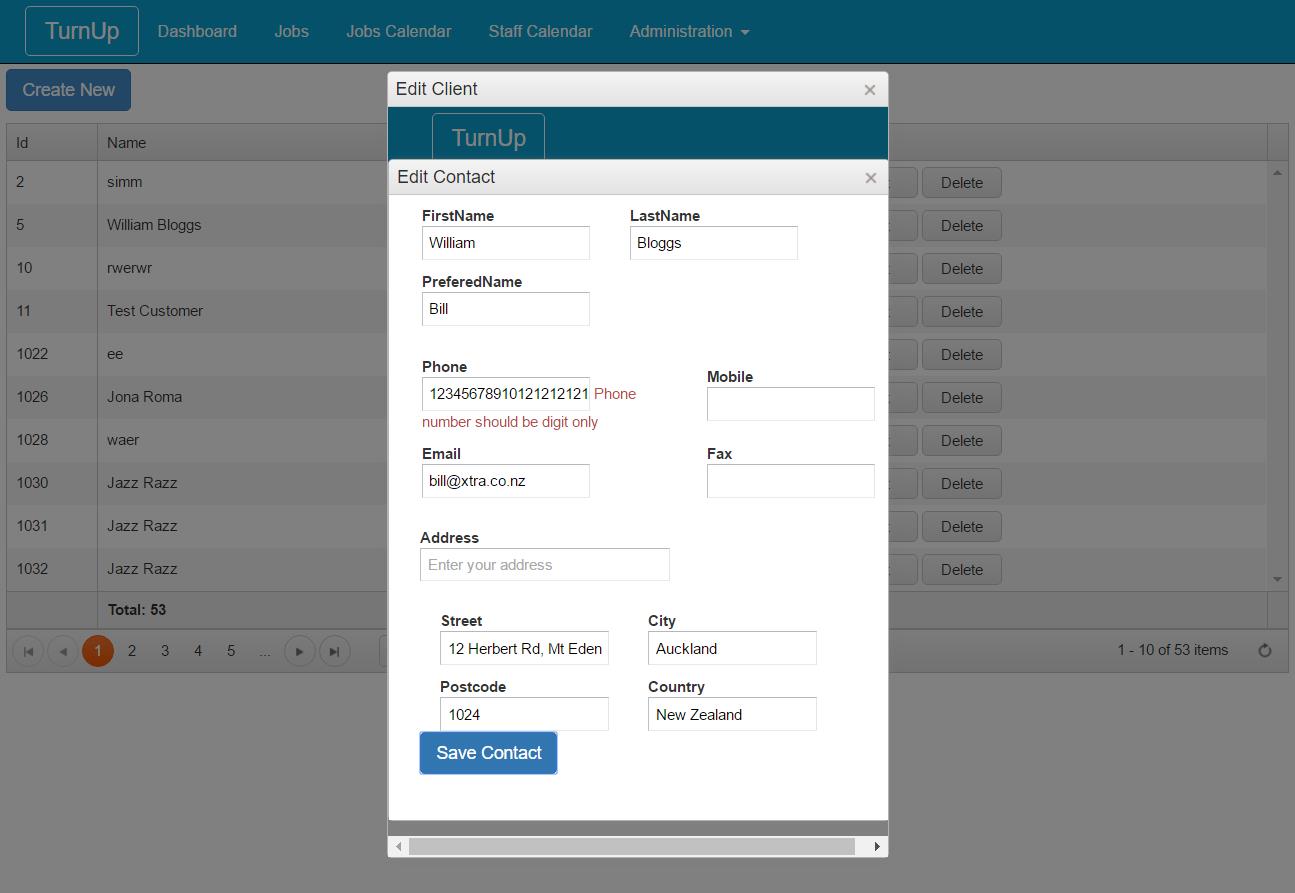 TurnUp Dashboard Jobs Jobs Calendar Staff Calendar Administration
Create New
Edit Client
TurnUp
Id Name
Edit Contact
2 simm Delete
5 William Bloggs Delete
10 rwerwr Delete
11 Test Customer Delete
1022 ee Delete
1026 Jona Roma Delete
1028 waer Delete
1030 Jazz Razz Delete
1031 Jazz Razz Delete
1032 Jazz Razz Delete
Total: 53
1 2 3 4 5 ...
1 - 10 of 53 items
FirstName LastName
William Bloggs
PreferedName
Bill
Phone Mobile
12345678910121212121 Phone
number should be digit only
Email Fax
bill@xtra.co.nz
Address
Enter your address
Street City
12 Herbert Rd, Mt Eden Auckland
Postcode Country
1024 New Zealand
Save Contact